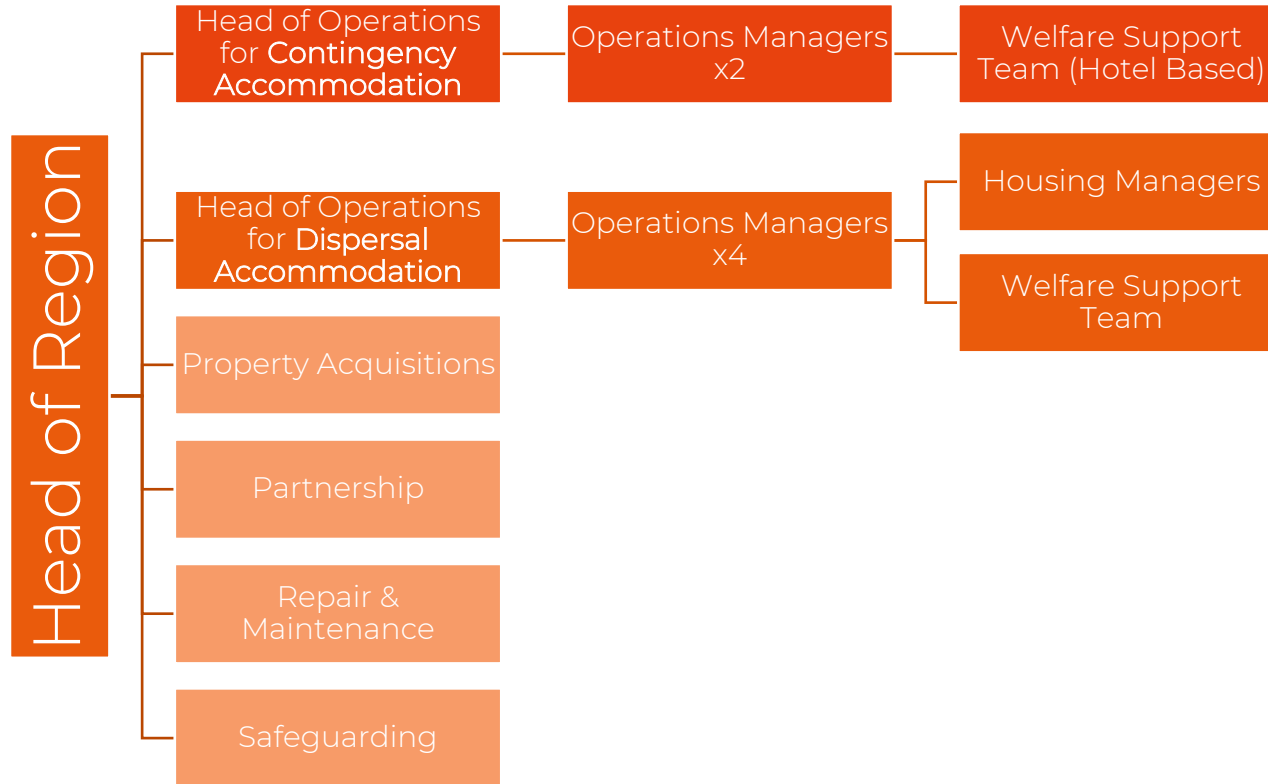 Head of Region
Head of Operations
for Contingency
Accommodation
Operations Managers
x2
Welfare Support
Team (Hotel Based)
Head of Operations
for Dispersal
Accommodation
Operations Managers
x4
Housing Managers
Welfare Support
Team
Property Acquisitions
Partnership
Repair &
Maintenance
Safeguarding